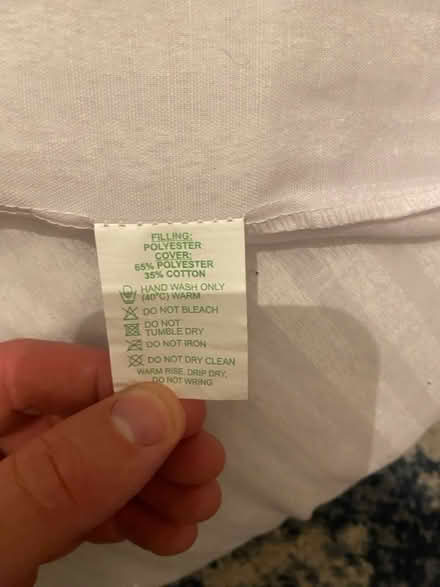 FILLING:
POLYESTER
COVER:
65% POLYESTER
35% COTTON
HAND WASH ONLY
(40°C) WARM
DO NOT BLEACH
DO NOT
TUMBLE DRY
DO NOT IRON
DO NOT DRY CLEAN
WARM RISE, DRIP DRY,
DO NOT WRING